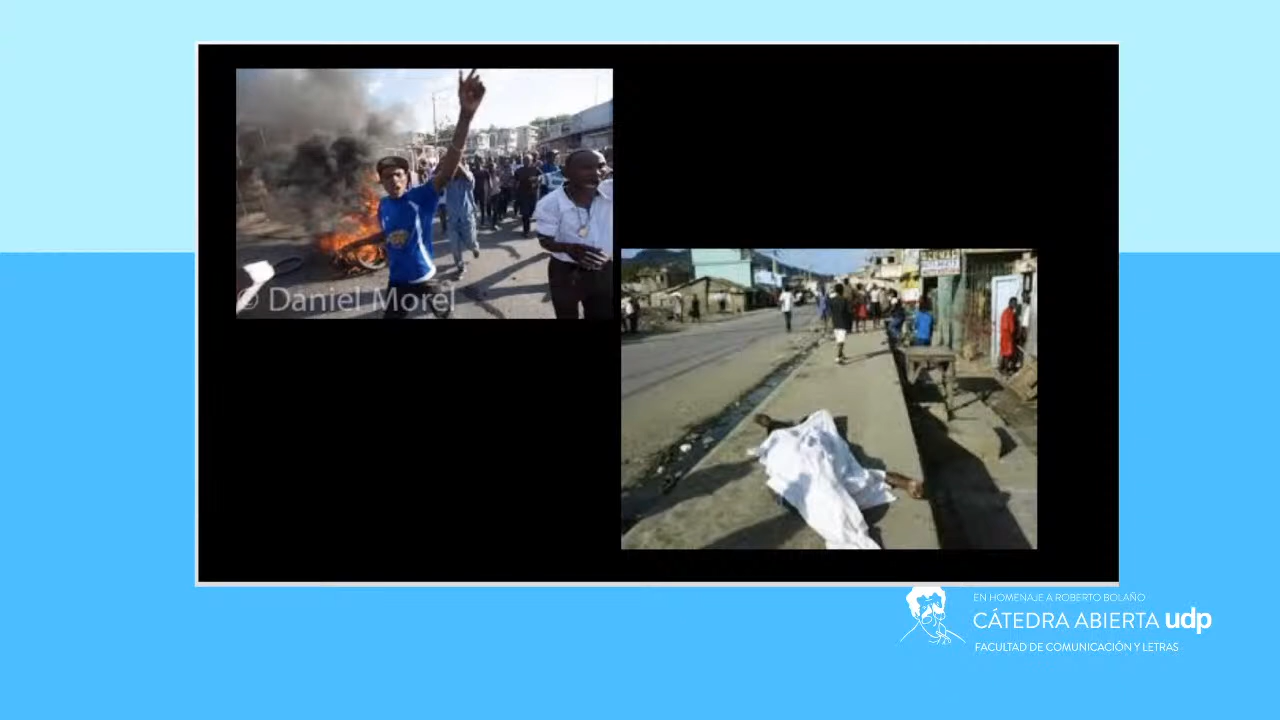 © Daniel Morel
EN HOMENAJE A ROBERTO BOLAÑO
CÁTEDRA ABIERTA udp
FACULTAD DE COMUNICACIÓN Y LETRAS